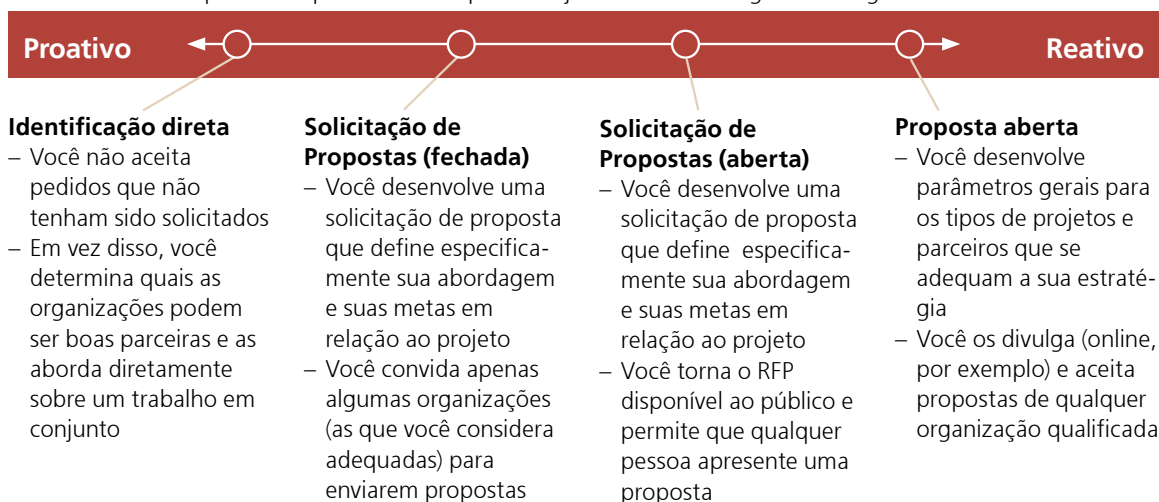 Proativo
Reativo
Identificação direta
– Você não aceita
pedidos que não
tenham sido solicitados
– Em vez disso, você
determina quais as
organizações podem
ser boas parceiras e as
aborda diretamente
sobre um trabalho em
conjunto
Solicitação de
Propostas (fechada)
– Você desenvolve uma
solicitação de proposta
que define especifica-
mente sua abordagem
e suas metas em
relação ao projeto
– Você convida apenas
algumas organizações
(as que você considera
adequadas) para
enviarem propostas
Solicitação de
Propostas (aberta)
– Você desenvolve uma
solicitação de proposta
que define especifica-
mente sua abordagem
e suas metas em
relação ao projeto
– Você torna o RFP
disponível ao público e
permite que qualquer
pessoa apresente uma
proposta
Proposta aberta
– Você desenvolve
parâmetros gerais para
os tipos de projetos e
parceiros que se
adequam a sua estraté-
gia
– Você os divulga (online,
por exemplo) e aceita
propostas de qualquer
organização qualificada